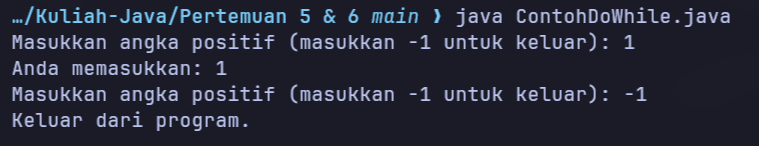 …/Kuliah-Java/Pertemuan 5 & 6 main ❯ java ContohDoWhile.java
Masukkan angka positif (masukkan -1 untuk keluar): 1
Anda memasukkan: 1
Masukkan angka positif (masukkan -1 untuk keluar): -1
Keluar dari program.